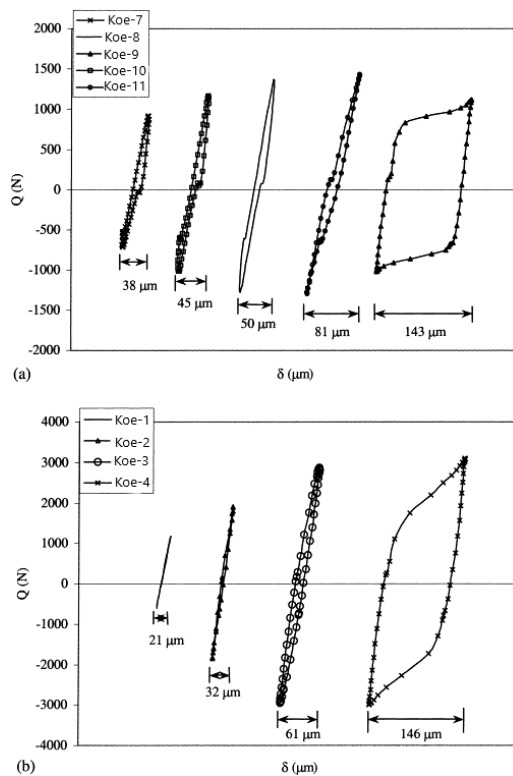 Koe-7
Koe-8
Koe-9
Koe-10
Koe-11
2000
1500
1000
500
0
-500
-1000
-1500
-2000
Q (N)
38 μm
45 μm
50 μm
81 μm
143 μm
(a)
δ (μm)
Koe-1
Koe-2
Koe-3
Koe-4
4000
3000
2000
1000
0
-1000
-2000
-3000
-4000
Q (N)
21 μm
32 μm
61 μm
146 μm
(b)
δ (μm)